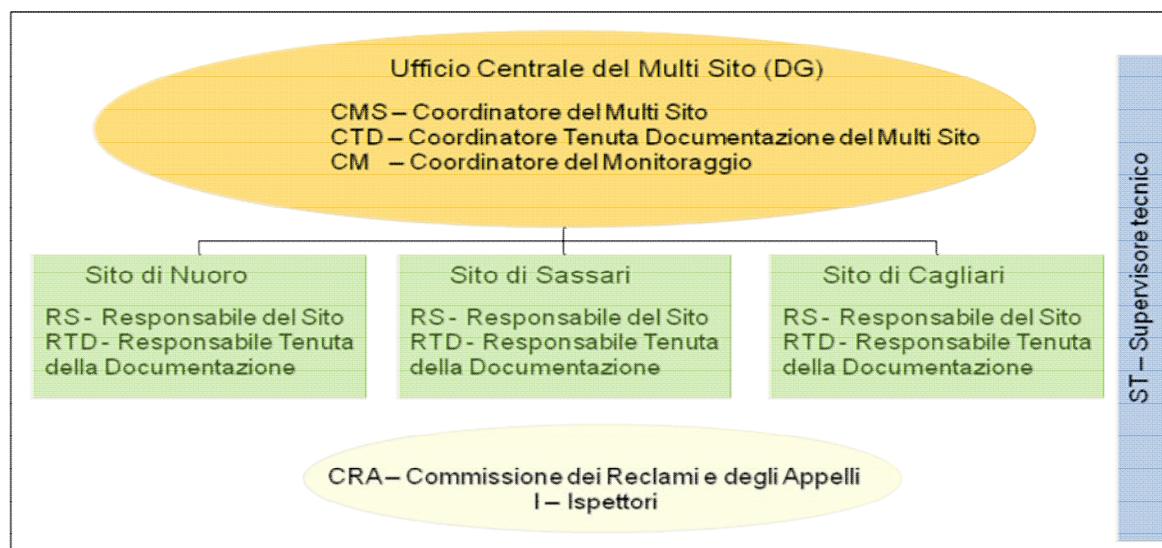 Ufficio Centrale del Multi Sito (DG)
CMS – Coordinatore del Multi Sito
CTD – Coordinatore Tenuta Documentazione del Multi Sito
CM – Coordinatore del Monitoraggio
Sito di Nuoro
RS - Responsabile del Sito
RTD - Responsabile Tenuta
della Documentazione
Sito di Sassari
RS - Responsabile del Sito
RTD - Responsabile Tenuta
della Documentazione
Sito di Cagliari
RS - Responsabile del Sito
RTD - Responsabile Tenuta
della Documentazione
CRA – Commissione dei Reclami e degli Appelli
I – Ispettori
ST – Supervisore tecnico